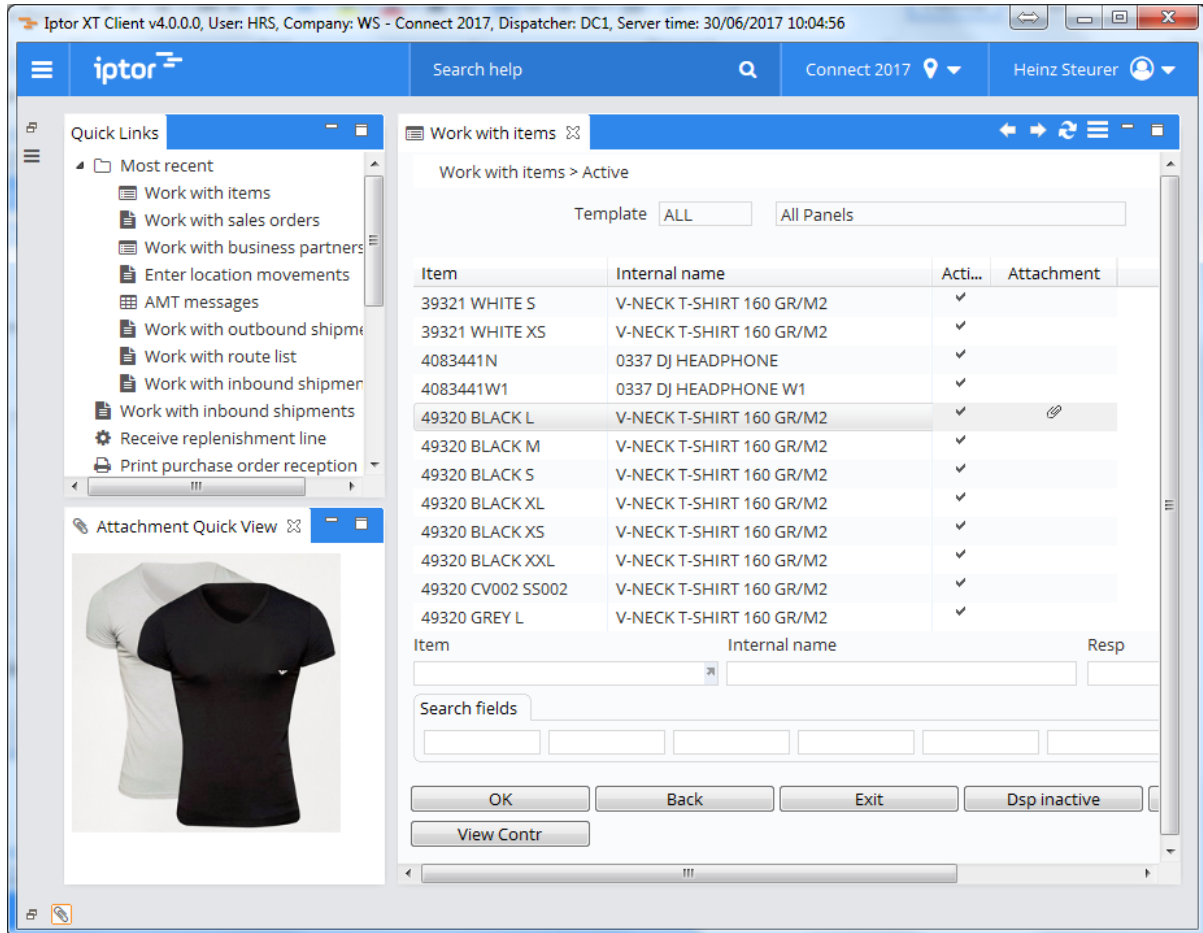 Iptor XT Client v4.0.0.0, User: HRS, Company: WS - Connect 2017, Dispatcher: DC1, Server time: 30/06/2017 10:04:56
iptor
Search help
Connect 2017
Heinz Steurer
Quick Links
Most recent
Work with items
Work with sales orders
Work with business partners
Enter location movements
AMT messages
Work with outbound shipme
Work with route list
Work with inbound shipmen
Work with inbound shipments
Receive replenishment line
Print purchase order reception
Attachment Quick View
Work with items
Work with items > Active
Template ALL All Panels
Item Internal name Acti... Attachment
39321 WHITE S V-NECK T-SHIRT 160 GR/M2
39321 WHITE XS V-NECK T-SHIRT 160 GR/M2
4083441N 0337 DJ HEADPHONE
4083441W1 0337 DJ HEADPHONE W1
49320 BLACK L V-NECK T-SHIRT 160 GR/M2
49320 BLACK M V-NECK T-SHIRT 160 GR/M2
49320 BLACK S V-NECK T-SHIRT 160 GR/M2
49320 BLACK XL V-NECK T-SHIRT 160 GR/M2
49320 BLACK XS V-NECK T-SHIRT 160 GR/M2
49320 BLACK XXL V-NECK T-SHIRT 160 GR/M2
49320 CV002 SS002 V-NECK T-SHIRT 160 GR/M2
49320 GREY L V-NECK T-SHIRT 160 GR/M2
Item Internal name Resp
Search fields
OK Back Exit Dsp inactive
View Contr